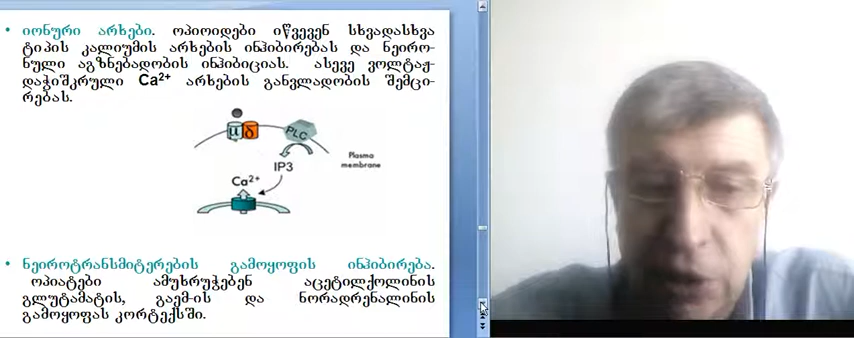 • იონური არხები. ოპიოიდები იწვევენ სხვადასხვა
ტიპის კალიუმის არხების ინჰიბირებას და ნეირო-
ნული აგზნებადობის ინჰიბიციას. ასევე ვოლტაჟ-
დაჭიშკრული Ca²⁺ არხების განვლადობის შემცი-
რებას.
μ δ PLC
Plasma
membrane
IP3
Ca²⁺
• ნეიროტრანსმიტერების გამოყოფის ინჰიბირება.
ოპიატები ამუხრუჭებენ აცეტილქოლინის
გლუტამატის, გაემ-ის და ნორადრენალინის
გამოყოფას კორტექსში.